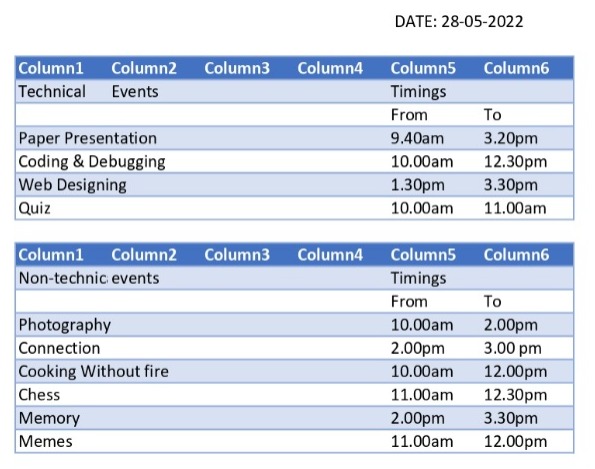 DATE: 28-05-2022
Column1 Column2 Column3 Column4 Column5 Column6
Technical Events Timings
From To
Paper Presentation 9.40am 3.20pm
Coding & Debugging 10.00am 12.30pm
Web Designing 1.30pm 3.30pm
Quiz 10.00am 11.00am
Column1 Column2 Column3 Column4 Column5 Column6
Non-technic events Timings
From To
Photography 10.00am 2.00pm
Connection 2.00pm 3.00 pm
Cooking Without fire 10.00am 12.00pm
Chess 11.00am 12.30pm
Memory 2.00pm 3.30pm
Memes 11.00am 12.00pm